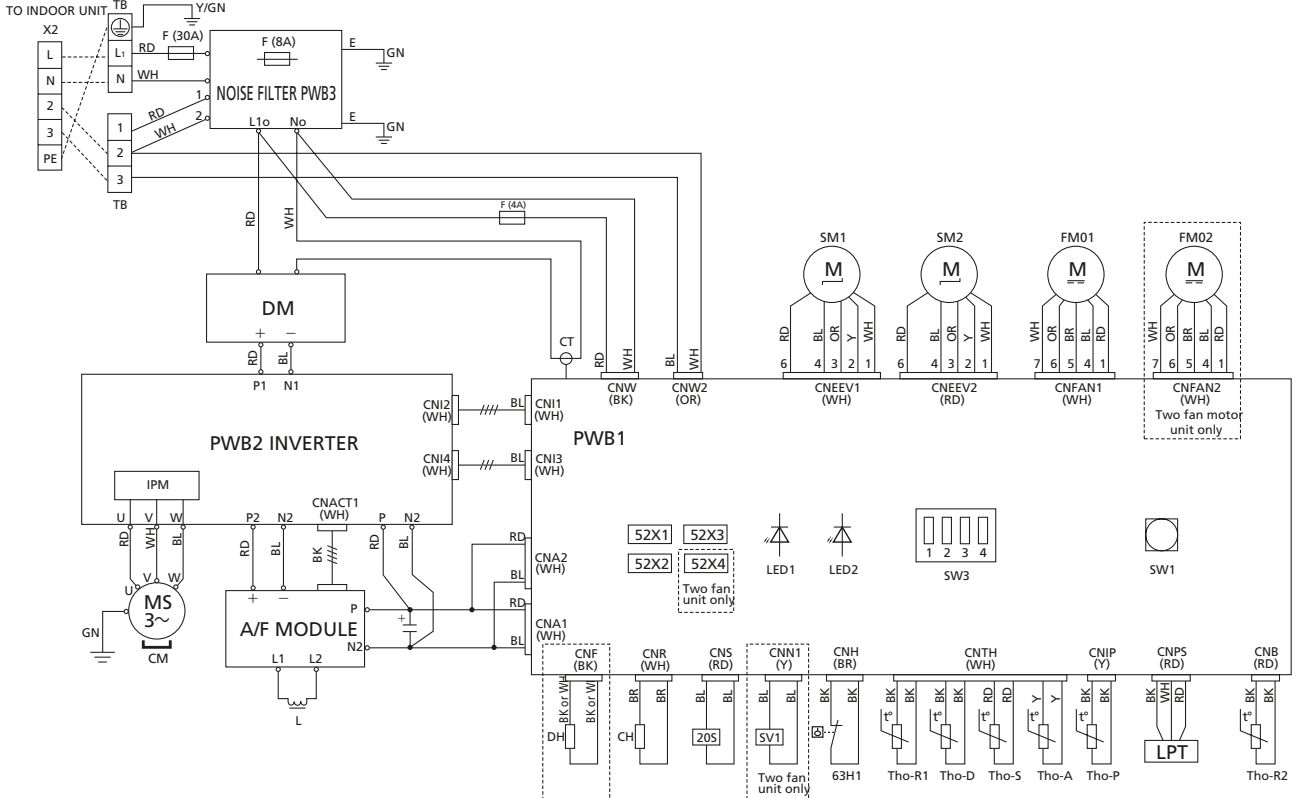 TO INDOOR UNIT
TB
Y/GN
X2
L
N
2
3
PE
L1
N
RD
WH
F (30A)
F (8A)
NOISE FILTER PWB3
E
GN
E
GN
1
2
RD
WH
L1o
No
1
2
3
TB
RD
WH
F (4A)
DM
+
−
RD
BL
P1
N1
CT
RD
WH
BL
WH
CNW
(BK)
CNW2
(OR)
SM1
M
RD
BL
OR
Y
WH
6
4
3
2
1
CNEEV1
(WH)
SM2
M
RD
BL
OR
Y
WH
6
4
3
2
1
CNEEV2
(RD)
FM01
M
WH
OR
BR
BL
RD
7
6
5
4
1
CNFAN1
(WH)
FM02
M
WH
OR
BR
BL
RD
7
6
5
4
1
CNFAN2
(WH)
Two fan motor
unit only
PWB2 INVERTER
CNI2
(WH)
BL
CNI1
(WH)
CNI4
(WH)
BL
CNI3
(WH)
PWB1
IPM
U
V
W
P2
N2
CNACT1
(WH)
P
N2
RD
WH
BL
RD
BL
BK
RD
BL
U
V
W
MS
3~
GN
CM
+
−
A/F MODULE
P
N2
L1
L2
L
+
RD
BL
CNA2
(WH)
RD
BL
CNA1
(WH)
52X1
52X3
52X2
52X4
Two fan
unit only
LED1
LED2
1
2
3
4
SW3
SW1
CNF
(BK)
CNR
(WH)
CNS
(RD)
CNN1
(Y)
CNH
(BR)
CNTH
(WH)
CNIP
(Y)
CNPS
(RD)
CNB
(RD)
BK or WH
BK or WH
DH
BR
BR
CH
BL
BL
20S
BL
BL
SV1
Two fan
unit only
BK
BK
63H1
BK
BK
t°
Tho-R1
BK
BK
t°
Tho-D
RD
RD
t°
Tho-S
Y
Y
t°
Tho-A
BK
BK
t°
Tho-P
BK
WH
RD
LPT
BK
BK
t°
Tho-R2